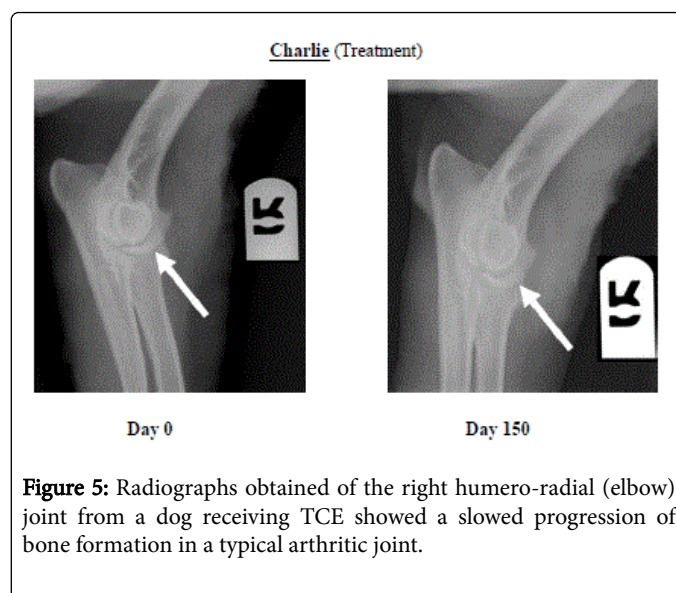 Charlie (Treatment)
R
R
Day 0
Day 150
Figure 5: Radiographs obtained of the right humero-radial (elbow)
joint from a dog receiving TCE showed a slowed progression of
bone formation in a typical arthritic joint.